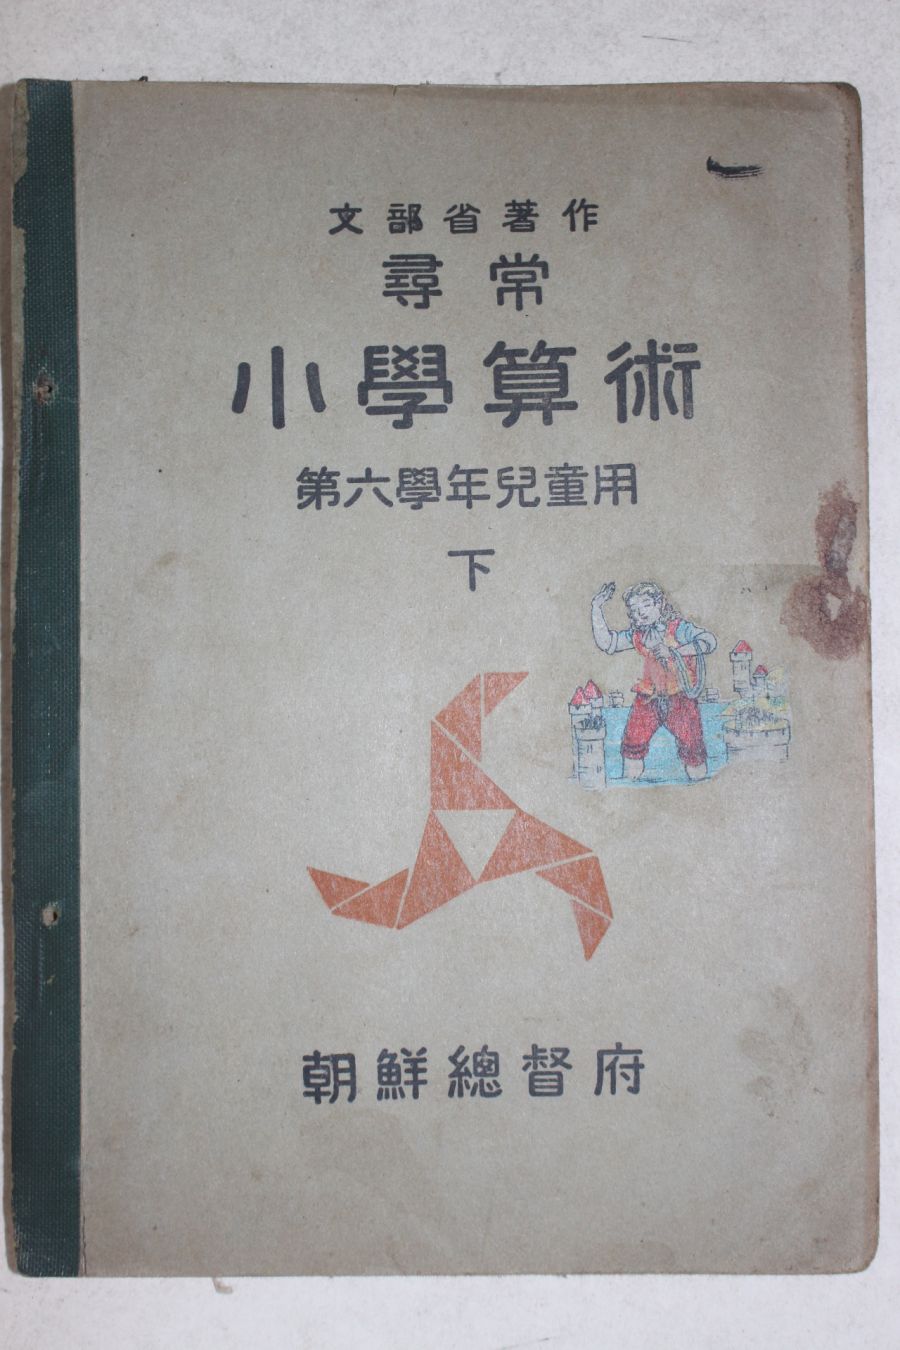 文部省著作
尋常
小學算術
第六學年兒童用
下
朝鮮總督府